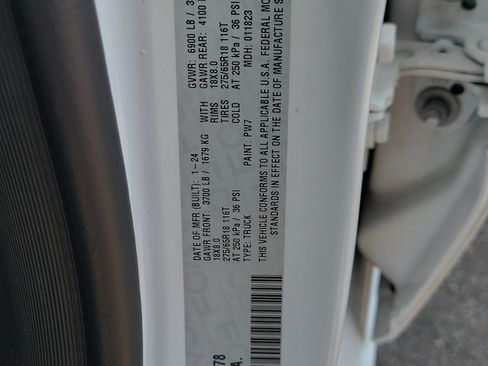 DATE OF MFR (BUILT): 1-24 GVWR: 6900 LB / 3
GAWR FRONT: 3700 LB / 1679 KG WITH GAWR REAR: 4100
18X8.0 RIMS 18X8.0
275/65R18 116T TIRES 275/65R18 116T
AT 250 kPa / 36 PSI COLD AT 250 kPa / 36 PSI
TYPE: TRUCK PAINT: PW7 MDH: 011823
THIS VEHICLE CONFORMS TO ALL APPLICABLE U.S.A. FEDERAL MO
STANDARDS IN EFFECT ON THE DATE OF MANUFACTURE S
78
A.